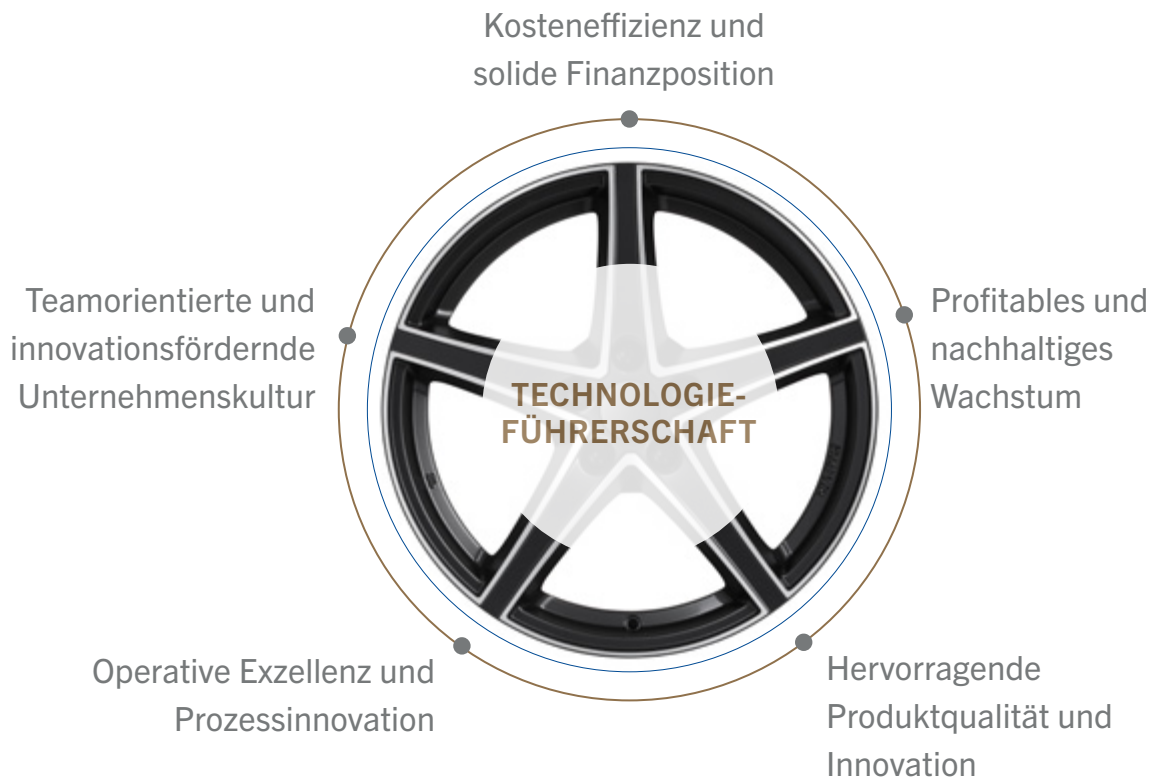 Kosteneffizienz und
solide Finanzposition
Teamorientierte und
innovationsfördernde
Unternehmenskultur
Profitables und
nachhaltiges
Wachstum
TECHNOLOGIE-
FÜHRERSCHAFT
Operative Exzellenz und
Prozessinnovation
Hervorragende
Produktqualität und
Innovation